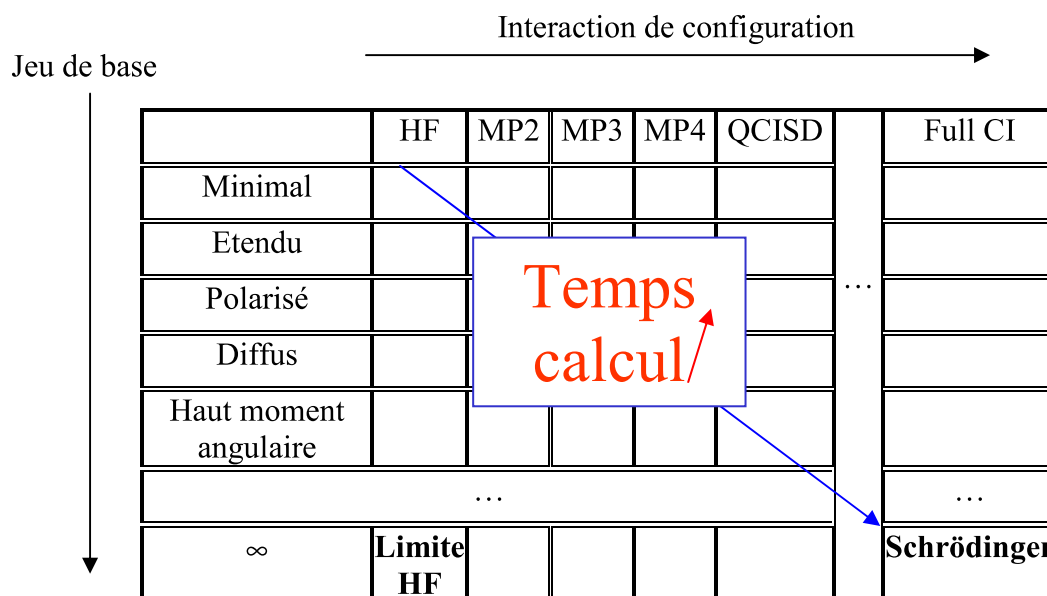 Interaction de configuration
Jeu de base
HF MP2 MP3 MP4 QCISD Full CI
Minimal
Etendu
Polarisé
Diffus
Haut moment
angulaire
Temps
calcul
…
… …
∞ Limite
HF
Schrödinger